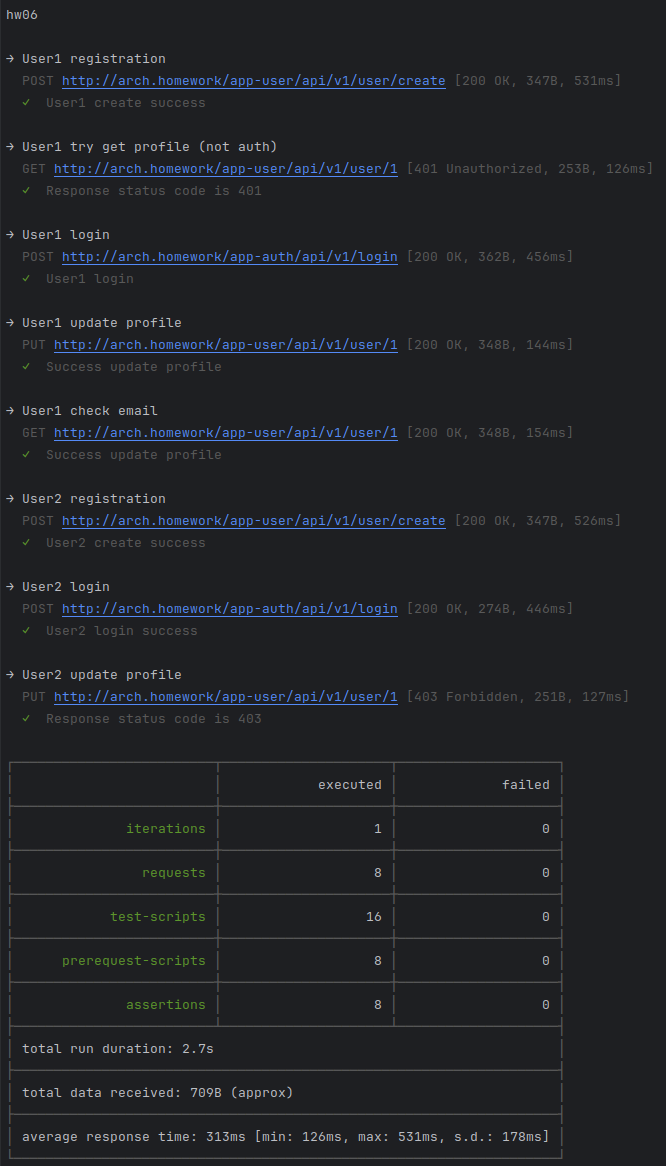 hw06
→ User1 registration
POST http://arch.homework/app-user/api/v1/user/create [200 OK, 347B, 531ms]
✓ User1 create success
→ User1 try get profile (not auth)
GET http://arch.homework/app-user/api/v1/user/1 [401 Unauthorized, 253B, 126ms]
✓ Response status code is 401
→ User1 login
POST http://arch.homework/app-auth/api/v1/login [200 OK, 362B, 456ms]
✓ User1 login
→ User1 update profile
PUT http://arch.homework/app-user/api/v1/user/1 [200 OK, 348B, 144ms]
✓ Success update profile
→ User1 check email
GET http://arch.homework/app-user/api/v1/user/1 [200 OK, 348B, 154ms]
✓ Success update profile
→ User2 registration
POST http://arch.homework/app-user/api/v1/user/create [200 OK, 347B, 526ms]
✓ User2 create success
→ User2 login
POST http://arch.homework/app-auth/api/v1/login [200 OK, 274B, 446ms]
✓ User2 login success
→ User2 update profile
PUT http://arch.homework/app-user/api/v1/user/1 [403 Forbidden, 251B, 127ms]
✓ Response status code is 403
executed failed
iterations 1 0
requests 8 0
test-scripts 16 0
prerequest-scripts 8 0
assertions 8 0
total run duration: 2.7s
total data received: 709B (approx)
average response time: 313ms [min: 126ms, max: 531ms, s.d.: 178ms]